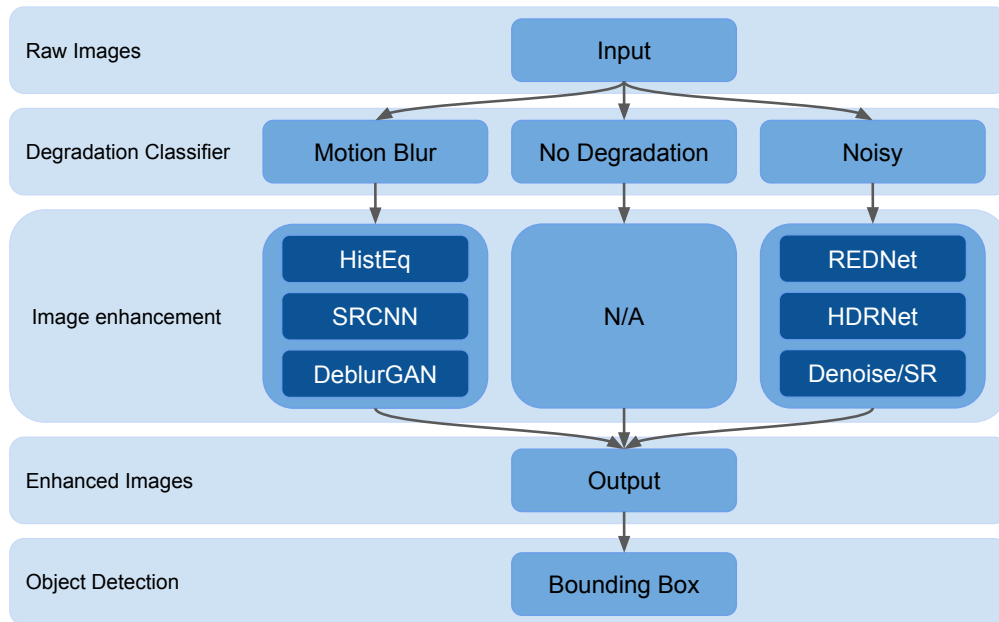 Raw Images
Input
Degradation Classifier
Motion Blur
No Degradation
Noisy
Image enhancement
HistEq
SRCNN
DeblurGAN
N/A
REDNet
HDRNet
Denoise/SR
Enhanced Images
Output
Object Detection
Bounding Box